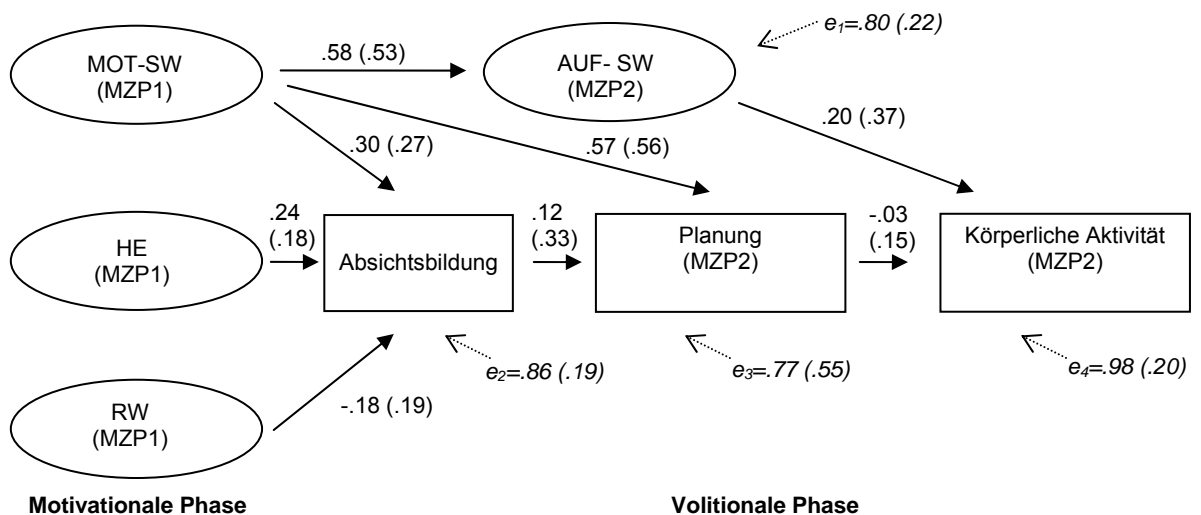 e1=.80 (.22)
MOT-SW
(MZP1)
.58 (.53)
AUF- SW
(MZP2)
.30 (.27)
.57 (.56)
.20 (.37)
HE
(MZP1)
.24
(.18)
Absichtsbildung
.12
(.33)
Planung
(MZP2)
-.03
(.15)
Körperliche Aktivität
(MZP2)
e2=.86 (.19)
e3=.77 (.55)
e4=.98 (.20)
RW
(MZP1)
-.18 (.19)
Motivationale Phase
Volitionale Phase